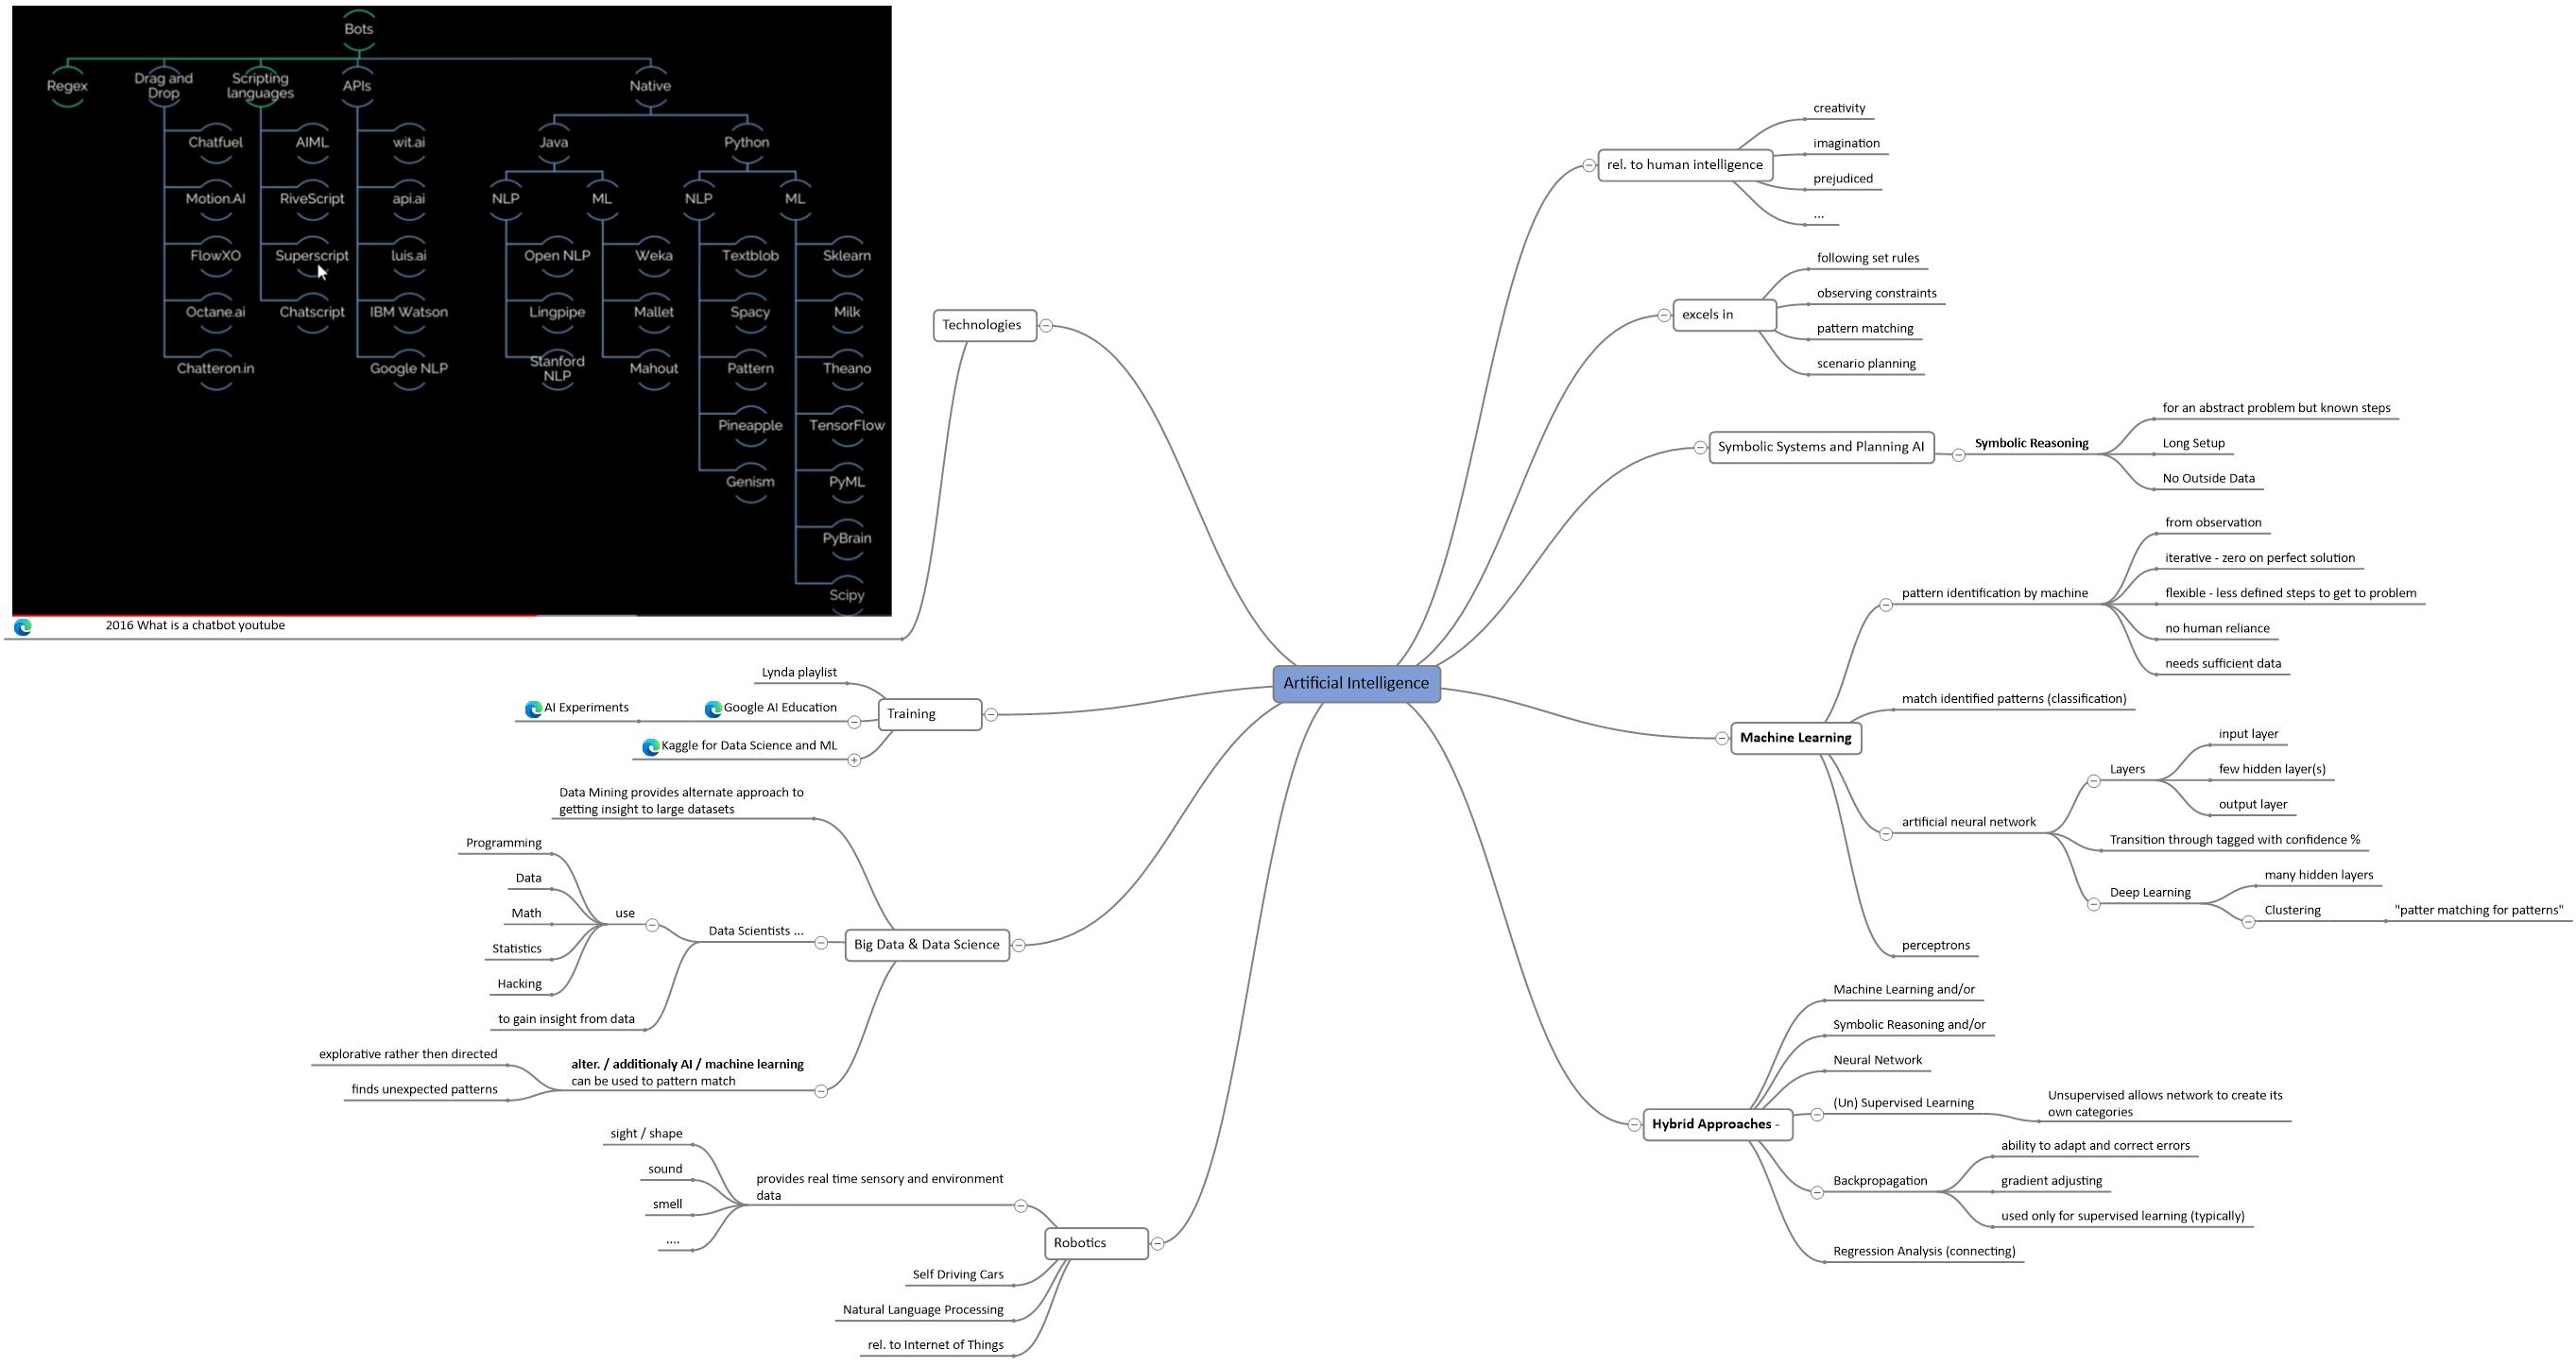 Bots
Regex
Drag and
Drop
Scripting
languages
APIs
Native
Chatfuel
AIML
wit.ai
Java
Python
Motion.AI
RiveScript
api.ai
NLP
ML
NLP
ML
FlowXO
Superscript
luis.ai
Open NLP
Weka
Textblob
Sklearn
Octane.ai
Chatscript
IBM Watson
Lingpipe
Mallet
Spacy
Milk
Chatteron.in
Google NLP
Stanford
NLP
Mahout
Pattern
Theano
Pineapple
TensorFlow
Genism
PyML
PyBrain
Scipy
2016 What is a chatbot youtube
Technologies
Lynda playlist
AI Experiments
Google AI Education
Kaggle for Data Science and ML
Training
Data Mining provides alternate approach to
getting insight to large datasets
Programming
Data
Math
Statistics
Hacking
use
to gain insight from data
Data Scientists ...
Big Data & Data Science
explorative rather then directed
finds unexpected patterns
alter. / additionaly AI / machine learning
can be used to pattern match
sight / shape
sound
smell
....
provides real time sensory and environment
data
Robotics
Self Driving Cars
Natural Language Processing
rel. to Internet of Things
Artificial Intelligence
rel. to human intelligence
creativity
imagination
prejudiced
...
excels in
following set rules
observing constraints
pattern matching
scenario planning
Symbolic Systems and Planning AI
Symbolic Reasoning
for an abstract problem but known steps
Long Setup
No Outside Data
Machine Learning
pattern identification by machine
from observation
iterative - zero on perfect solution
flexible - less defined steps to get to problem
no human reliance
needs sufficient data
match identified patterns (classification)
artificial neural network
Layers
input layer
few hidden layer(s)
output layer
Transition through tagged with confidence %
Deep Learning
many hidden layers
Clustering
"patter matching for patterns"
perceptrons
Hybrid Approaches -
Machine Learning and/or
Symbolic Reasoning and/or
Neural Network
(Un) Supervised Learning
Unsupervised allows network to create its
own categories
Backpropagation
ability to adapt and correct errors
gradient adjusting
used only for supervised learning (typically)
Regression Analysis (connecting)